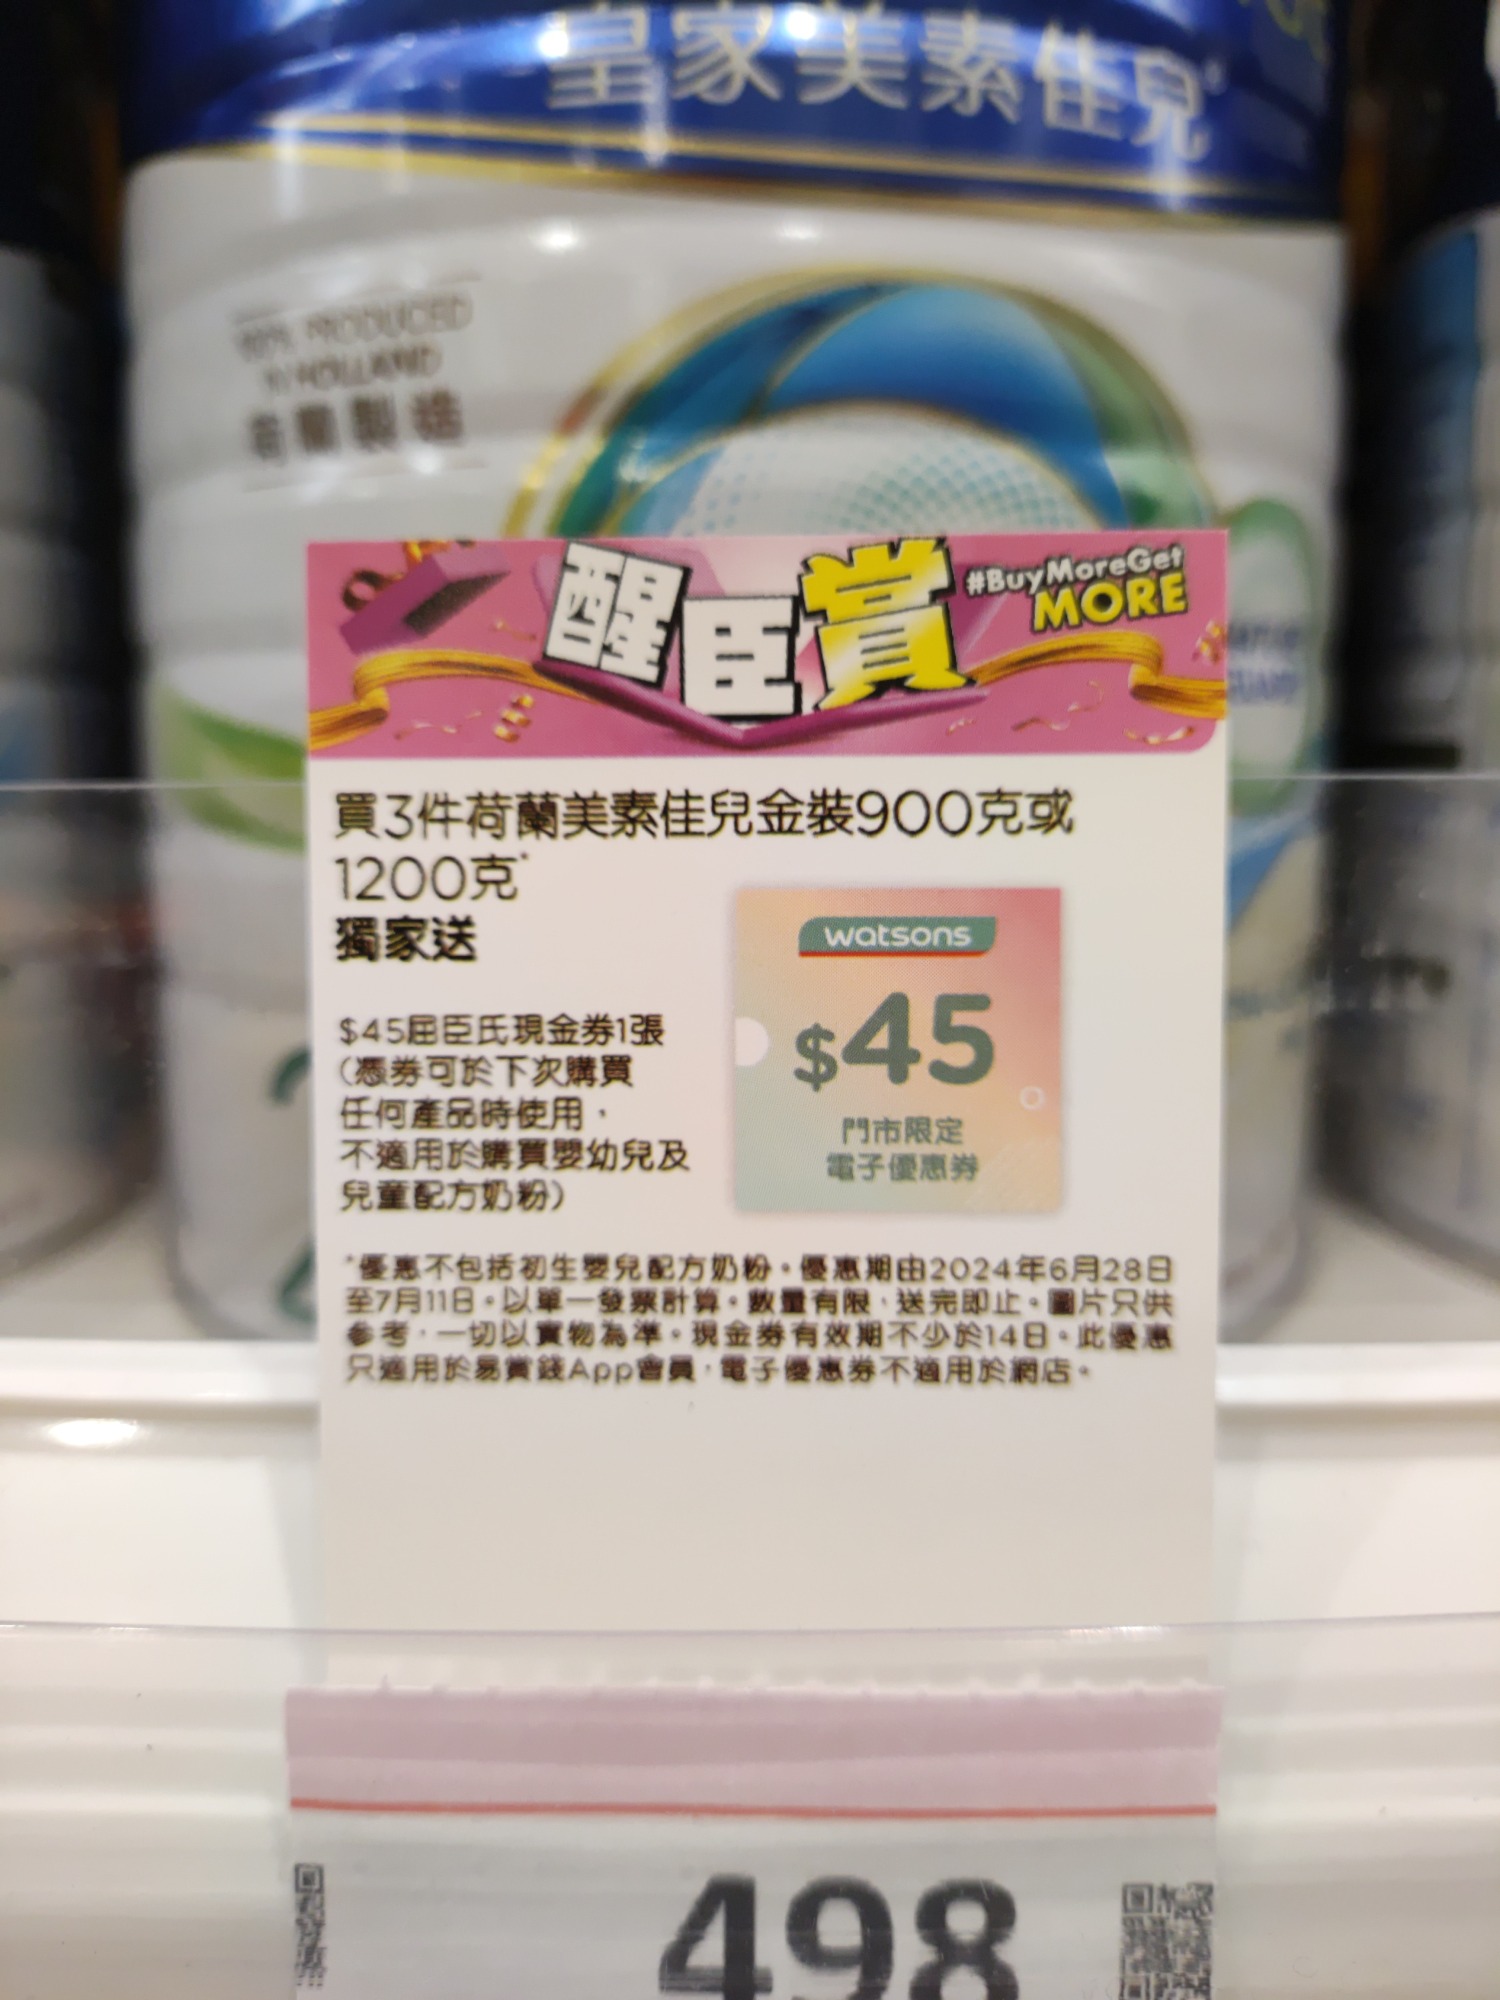 皇家美素佳兒
PRODUCED
HOLLAND
荷蘭製造
醒臣賞
#BuyMoreGet
MORE
買3件荷蘭美素佳兒金裝900克或
1200克*
獨家送
$45屈臣氏現金券1張
(憑券可於下次購買
任何產品時使用，
不適用於購買嬰幼兒及
兒童配方奶粉)
watsons
$45
門市限定
電子優惠券
*優惠不包括初生嬰兒配方奶粉。優惠期由2024年6月28日
至7月11日。以單一發票計算。數量有限，送完即止。圖片只供
參考，一切以實物為準。現金券有效期不少於14日。此優惠
只適用於易賞錢App會員，電子優惠券不適用於網店。
498